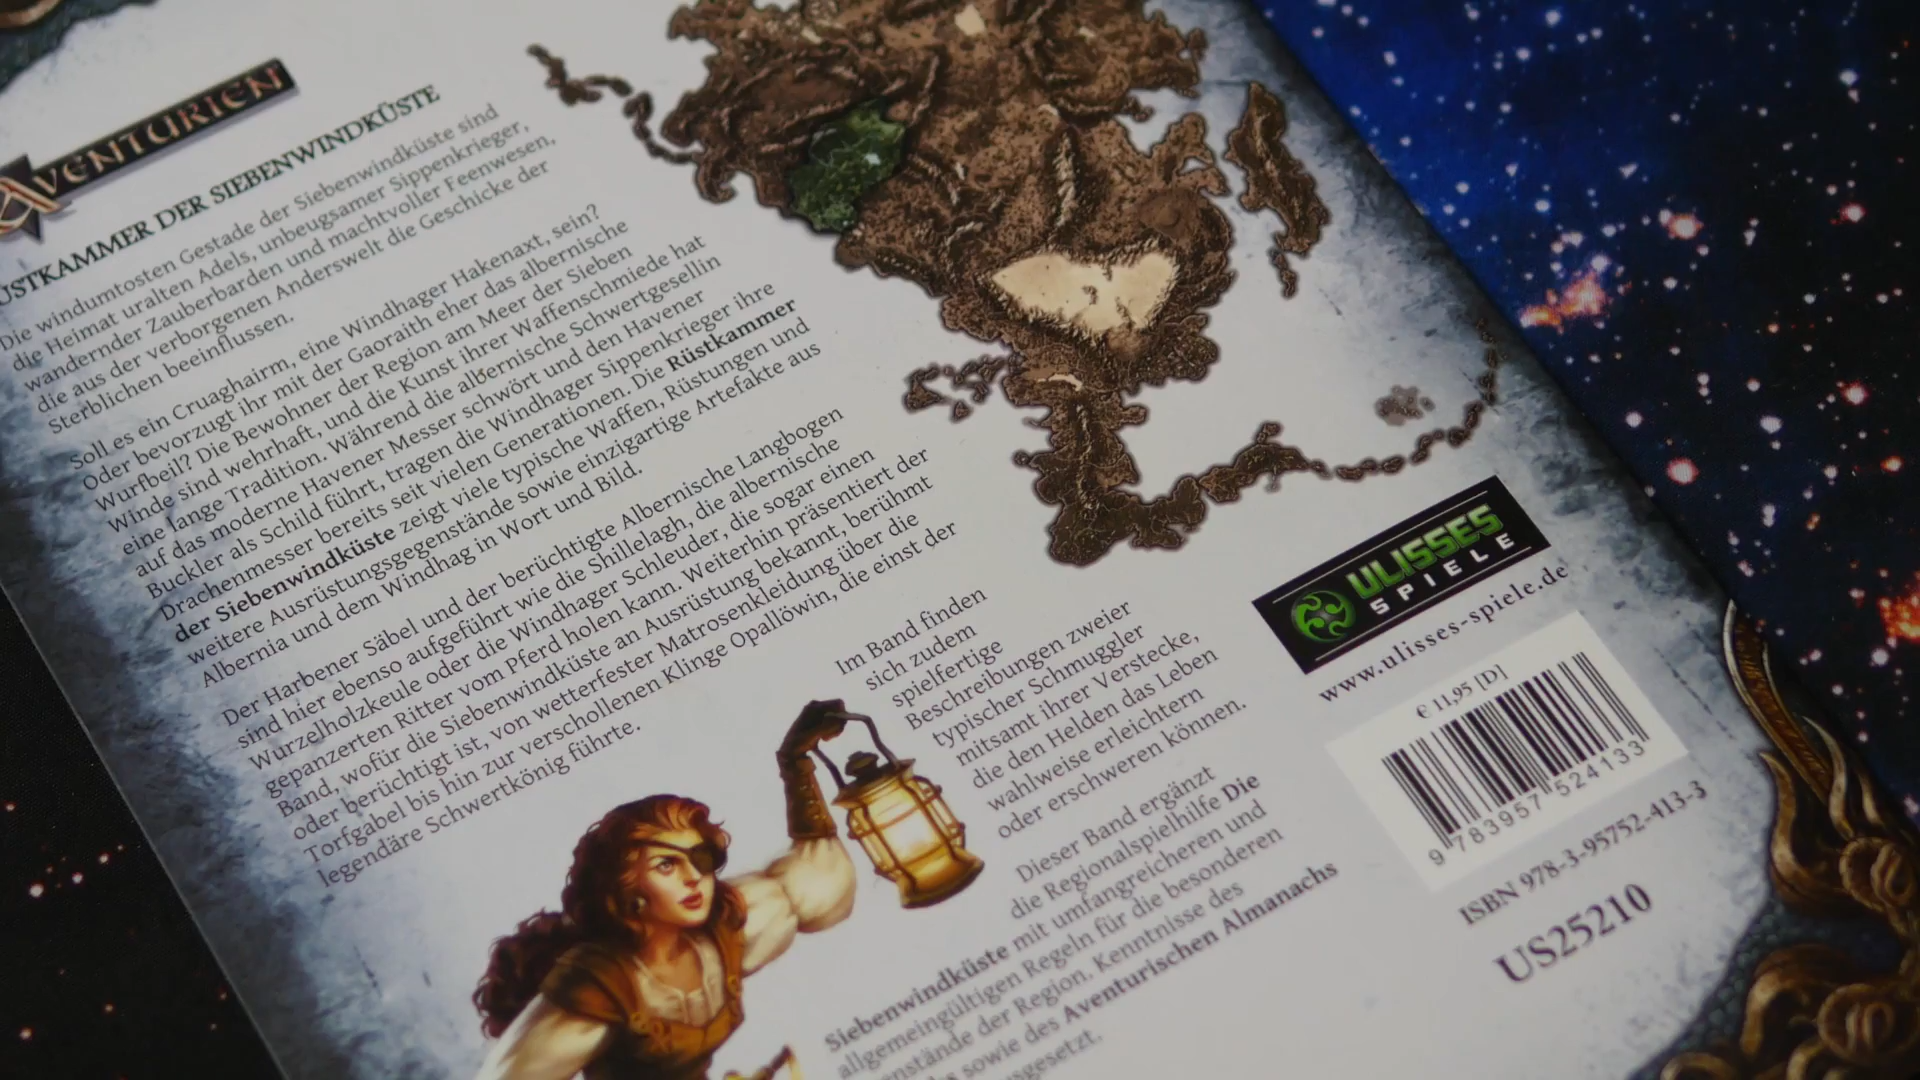 AVENTURIEN
ÜSTKAMMER DER SIEBENWINDKÜSTE
Die windumtosten Gestade der Siebenwindküste sind
die Heimat uralten Adels, unbeugsamer Sippenkrieger,
wandernder Zauberbarden und machtvoller Feenwesen,
die aus der verborgenen Anderswelt die Geschicke der
Sterblichen beeinflussen.
Soll es ein Cruaghairm, eine Windhager Hakenaxt, sein?
Oder bevorzugt ihr mit der Gaoraith eher das albernische
Wurfbeil? Die Bewohner der Region am Meer der Sieben
Winde sind wehrhaft, und die Kunst ihrer Waffenschmiede hat
eine lange Tradition. Während die albernische Schwertgesellin
auf das moderne Havener Messer schwört und den Havener
Buckler als Schild führt, tragen die Windhager Sippenkrieger ihre
Drachenmesser bereits seit vielen Generationen. Die Rüstkammer
der Siebenwindküste zeigt viele typische Waffen, Rüstungen und
weitere Ausrüstungsgegenstände sowie einzigartige Artefakte aus
Albernia und dem Windhag in Wort und Bild.
Der Harbener Säbel und der berüchtigte Albernische Langbogen
sind hier ebenso aufgeführt wie die Shillelagh, die albernische
Wurzelholzkeule oder die Windhager Schleuder, die sogar einen
gepanzerten Ritter vom Pferd holen kann. Weiterhin präsentiert der
Band, wofür die Siebenwindküste an Ausrüstung bekannt, berühmt
oder berüchtigt ist, von wetterfester Matrosenkleidung über die
Torfgabel bis hin zur verschollenen Klinge Opallöwin, die einst der
legendäre Schwertkönig führte.
Im Band finden
sich zudem
spielfertige
Beschreibungen zweier
typischer Schmuggler
mitsamt ihrer Verstecke,
die den Helden das Leben
wahlweise erleichtern
oder erschweren können.
Dieser Band ergänzt
die Regionalspielhilfe Die
Siebenwindküste mit umfangreicheren und
allgemeingültigen Regeln für die besonderen
enstände der Region. Kenntnisse des
s sowie des Aventurischen Almanachs
usgesetzt.
ULISSES
SPIELE
www.ulisses-spiele.de
€ 11,95 [D]
9 783957 524133
ISBN 978-3-95752-413-3
US25210